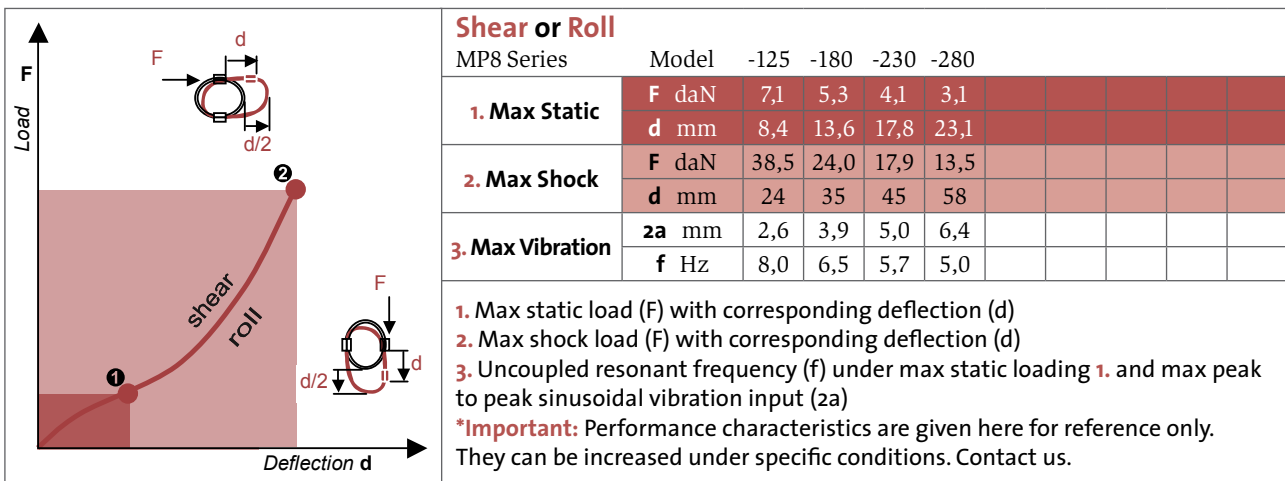 F
Load
F
d
d/2
❷
shear
roll
F
d
d/2
❶
Deflection d
Shear or Roll
MP8 Series Model -125 -180 -230 -280
1. Max Static F daN 7,1 5,3 4,1 3,1
d mm 8,4 13,6 17,8 23,1
2. Max Shock F daN 38,5 24,0 17,9 13,5
d mm 24 35 45 58
3. Max Vibration 2a mm 2,6 3,9 5,0 6,4
f Hz 8,0 6,5 5,7 5,0
1. Max static load (F) with corresponding deflection (d)
2. Max shock load (F) with corresponding deflection (d)
3. Uncoupled resonant frequency (f) under max static loading 1. and max peak
to peak sinusoidal vibration input (2a)
*Important: Performance characteristics are given here for reference only.
They can be increased under specific conditions. Contact us.